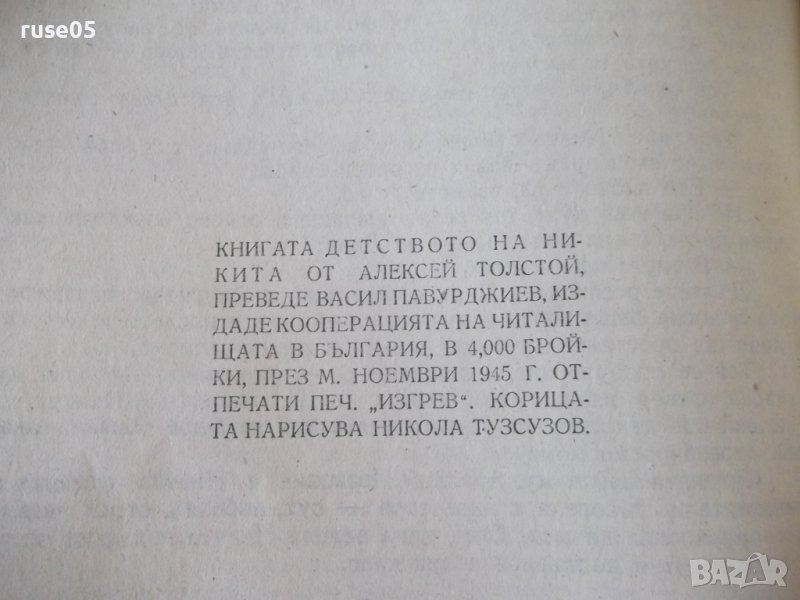 ruse05
КНИГАТА ДЕТСТВОТО НА НИ-
КИТА ОТ АЛЕКСЕЙ ТОЛСТОЙ,
ПРЕВЕДЕ ВАСИЛ ПАВУРДЖИЕВ, ИЗ-
ДАДЕ КООПЕРАЦИЯТА НА ЧИТАЛИ-
ЩАТА В БЪЛГАРИЯ, В 4,000 БРОЙ-
КИ, ПРЕЗ М. НОЕМВРИ 1945 Г. ОТ-
ПЕЧАТИ ПЕЧ. „ИЗГРЕВ“. КОРИЦА-
ТА НАРИСУВА НИКОЛА ТУЗСУЗОВ.
BAZAR